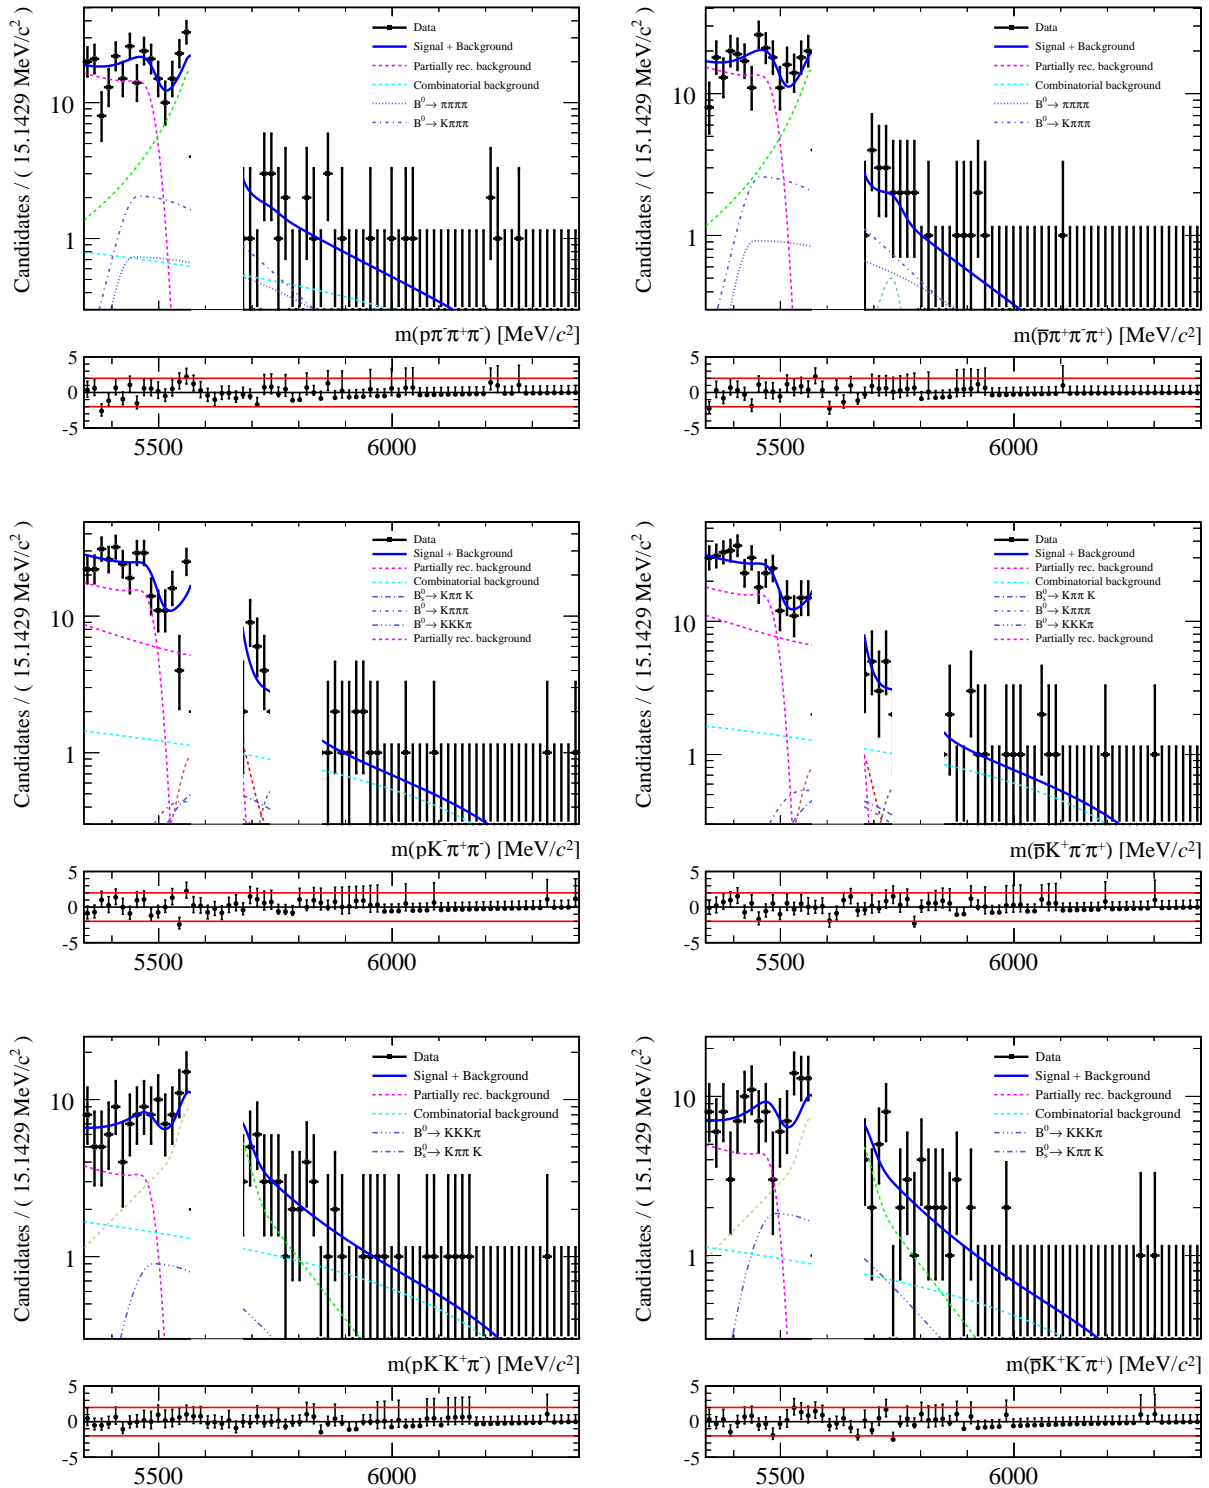 Candidates / ( 15.1429 MeV/c² )
10
1
Data
Signal + Background
Partially rec. background
Combinatorial background
B⁰→ ππππ
B⁰→ Kπππ
m(pπ⁻π⁺π⁻) [MeV/c²]
5
0
-5
5500
6000
Candidates / ( 15.1429 MeV/c² )
10
1
Data
Signal + Background
Partially rec. background
Combinatorial background
B⁰→ ππππ
B⁰→ Kπππ
m(p̅π⁺π⁻π⁺) [MeV/c²]
5
0
-5
5500
6000
Candidates / ( 15.1429 MeV/c² )
10
1
Data
Signal + Background
Partially rec. background
Combinatorial background
B⁰ₛ→ Kππ K
B⁰→ Kπππ
B⁰→ KKKπ
Partially rec. background
m(pK⁻π⁺π⁻) [MeV/c²]
5
0
-5
5500
6000
Candidates / ( 15.1429 MeV/c² )
10
1
Data
Signal + Background
Partially rec. background
Combinatorial background
B⁰ₛ→ Kππ K
B⁰→ Kπππ
B⁰→ KKKπ
Partially rec. background
m(p̅K⁺π⁻π⁺) [MeV/c²]
5
0
-5
5500
6000
Candidates / ( 15.1429 MeV/c² )
10
1
Data
Signal + Background
Partially rec. background
Combinatorial background
B⁰→ KKKπ
B⁰ₛ→ Kππ K
m(pK⁻K⁺π⁻) [MeV/c²]
5
0
-5
5500
6000
Candidates / ( 15.1429 MeV/c² )
10
1
Data
Signal + Background
Partially rec. background
Combinatorial background
B⁰→ KKKπ
B⁰ₛ→ Kππ K
m(p̅K⁺K⁻π⁺) [MeV/c²]
5
0
-5
5500
6000